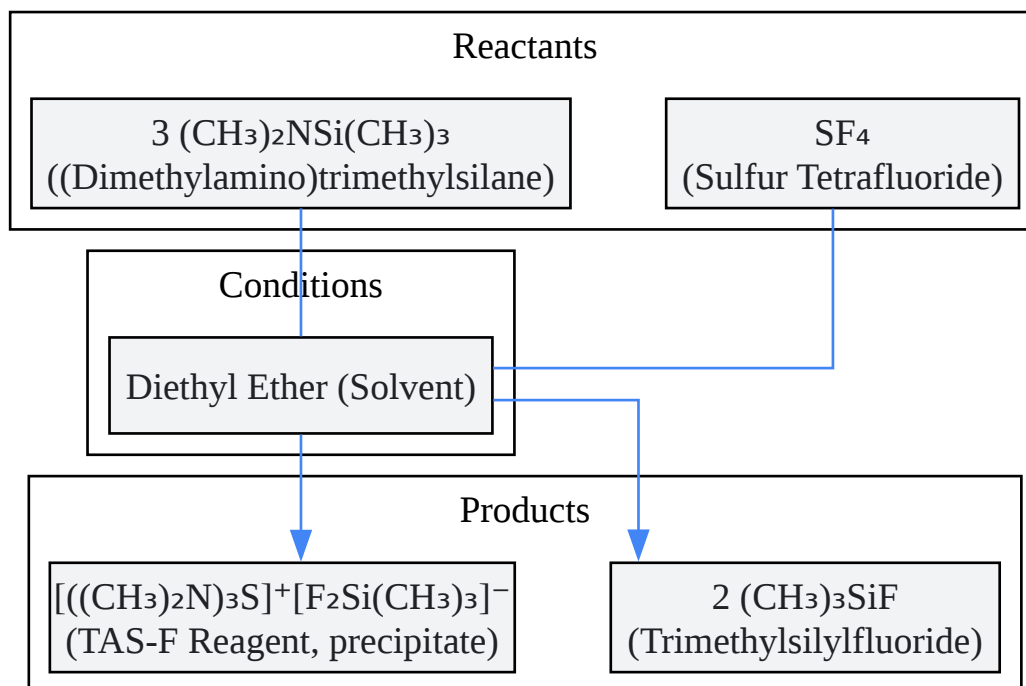 Reactants
3 (CH₃)₂NSi(CH₃)₃
((Dimethylamino)trimethylsilane)
SF₄
(Sulfur Tetrafluoride)
Conditions
Diethyl Ether (Solvent)
Products
[((CH₃)₂N)₃S]⁺[F₂Si(CH₃)₃]⁻
(TAS-F Reagent, precipitate)
2 (CH₃)₃SiF
(Trimethylsilylfluoride)